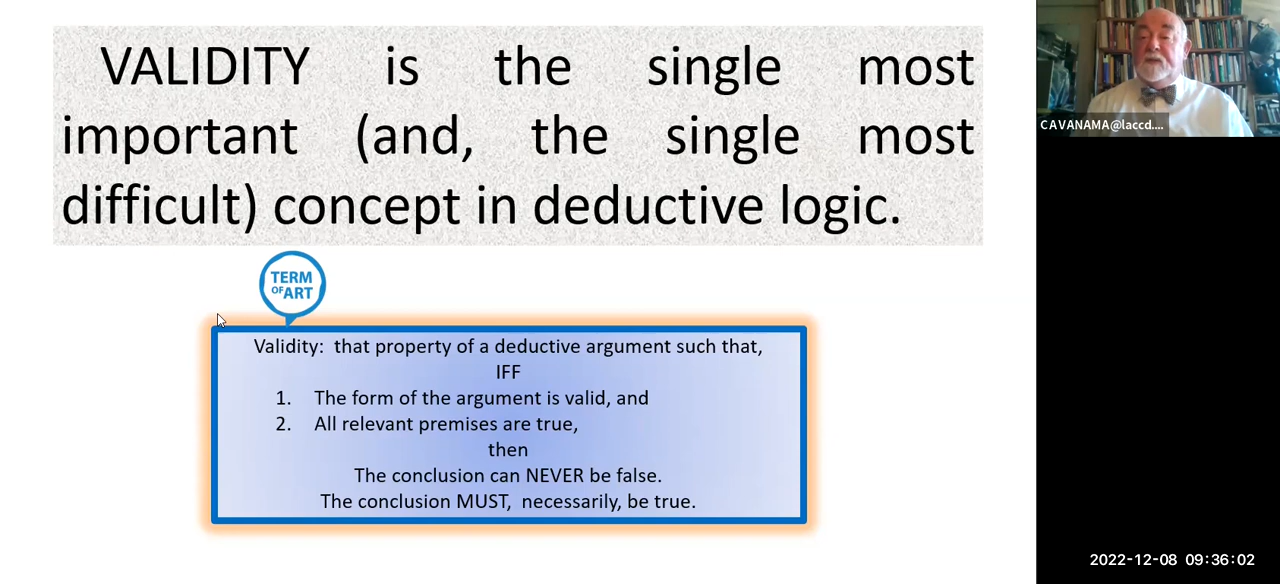 VALIDITY is the single most
important (and, the single most
difficult) concept in deductive logic.
TERM
OF ART
Validity: that property of a deductive argument such that,
IFF
1. The form of the argument is valid, and
2. All relevant premises are true,
then
The conclusion can NEVER be false.
The conclusion MUST, necessarily, be true.
CAVANAMA@laccd....
2022-12-08 09:36:02